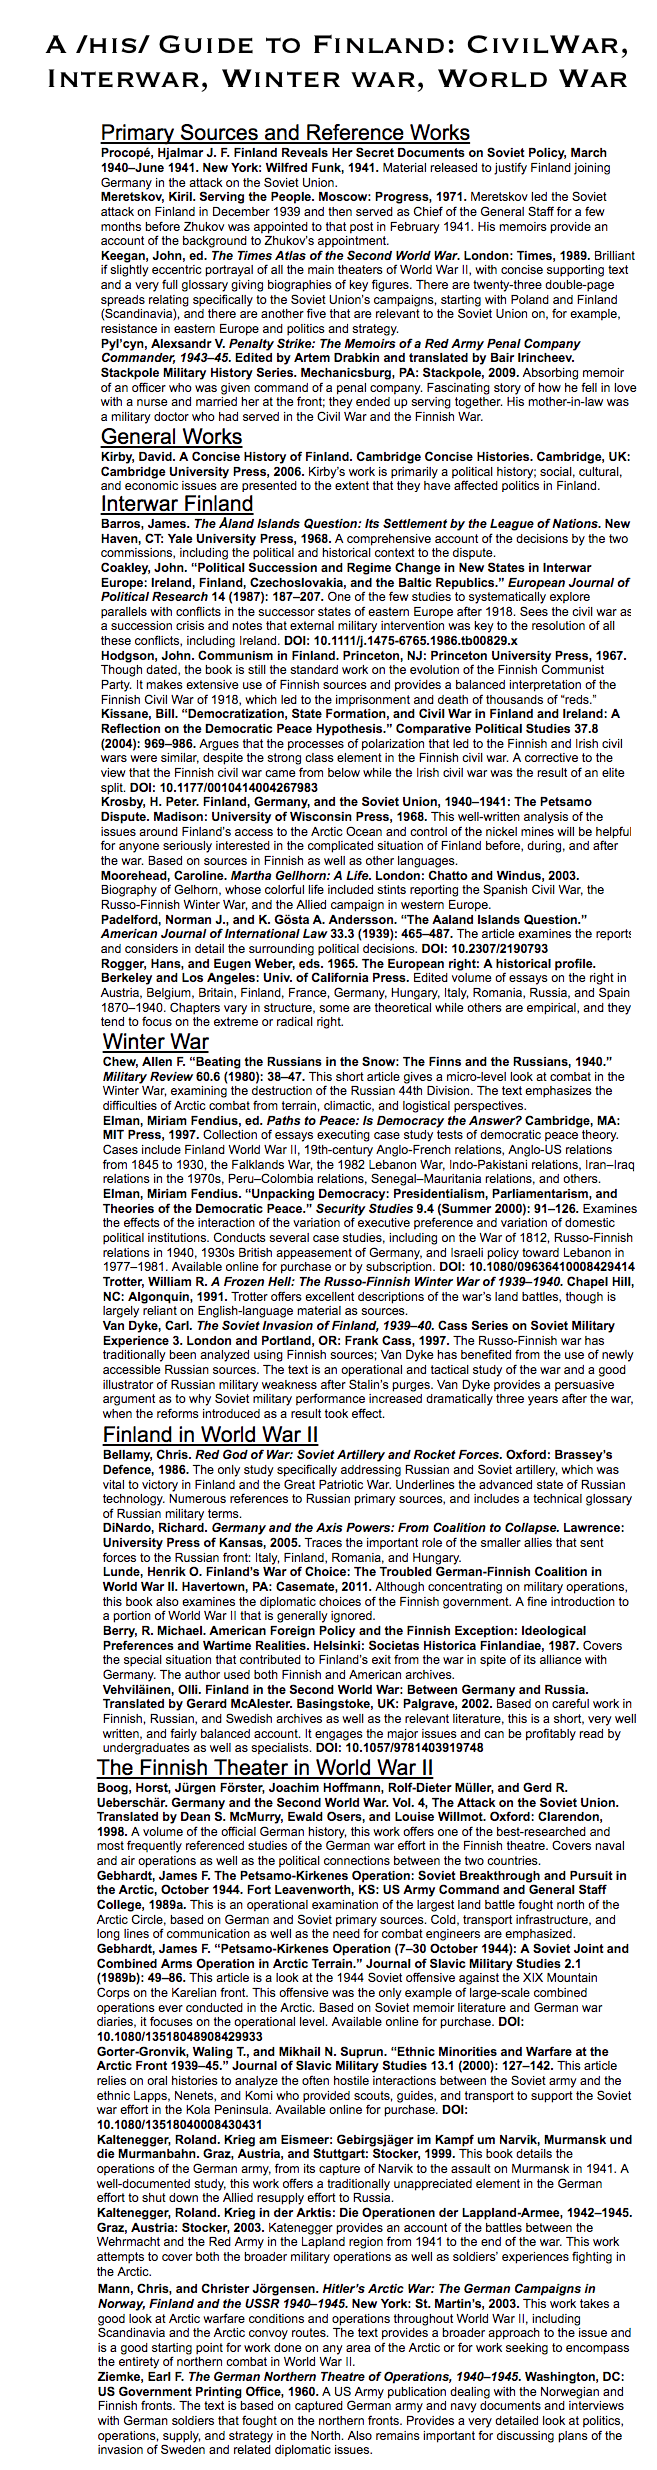 A /his/ Guide to Finland: CivilWar,
Interwar, Winter war, World War
Primary Sources and Reference Works
Procopé, Hjalmar J. F. Finland Reveals Her Secret Documents on Soviet Policy, March
1940–June 1941. New York: Wilfred Funk, 1941. Material released to justify Finland joining
Germany in the attack on the Soviet Union.
Meretskov, Kiril. Serving the People. Moscow: Progress, 1971. Meretskov led the Soviet
attack on Finland in December 1939 and then served as Chief of the General Staff for a few
months before Zhukov was appointed to that post in February 1941. His memoirs provide an
account of the background to Zhukov's appointment.
Keegan, John, ed. The Times Atlas of the Second World War. London: Times, 1989. Brilliant
if slightly eccentric portrayal of all the main theaters of World War II, with concise supporting text
and a very full glossary giving biographies of key figures. There are twenty-three double-page
spreads relating specifically to the Soviet Union's campaigns, starting with Poland and Finland
(Scandinavia), and there are another five that are relevant to the Soviet Union on, for example,
resistance in eastern Europe and politics and strategy.
Pyl'cyn, Alexsandr V. Penalty Strike: The Memoirs of a Red Army Penal Company
Commander, 1943–45. Edited by Artem Drabkin and translated by Bair Irincheev.
Stackpole Military History Series. Mechanicsburg, PA: Stackpole, 2009. Absorbing memoir
of an officer who was given command of a penal company. Fascinating story of how he fell in love
with a nurse and married her at the front; they ended up serving together. His mother-in-law was
a military doctor who had served in the Civil War and the Finnish War.
General Works
Kirby, David. A Concise History of Finland. Cambridge Concise Histories. Cambridge, UK:
Cambridge University Press, 2006. Kirby's work is primarily a political history; social, cultural,
and economic issues are presented to the extent that they have affected politics in Finland.
Interwar Finland
Barros, James. The Åland Islands Question: Its Settlement by the League of Nations. New
Haven, CT: Yale University Press, 1968. A comprehensive account of the decisions by the two
commissions, including the political and historical context to the dispute.
Coakley, John. “Political Succession and Regime Change in New States in Interwar
Europe: Ireland, Finland, Czechoslovakia, and the Baltic Republics.” European Journal of
Political Research 14 (1987): 187–207. One of the few studies to systematically explore
parallels with conflicts in the successor states of eastern Europe after 1918. Sees the civil war as
a succession crisis and notes that external military intervention was key to the resolution of all
these conflicts, including Ireland. DOI: 10.1111/j.1475-6765.1986.tb00829.x
Hodgson, John. Communism in Finland. Princeton, NJ: Princeton University Press, 1967.
Though dated, the book is still the standard work on the evolution of the Finnish Communist
Party. It makes extensive use of Finnish sources and provides a balanced interpretation of the
Finnish Civil War of 1918, which led to the imprisonment and death of thousands of “reds.”
Kissane, Bill. “Democratization, State Formation, and Civil War in Finland and Ireland: A
Reflection on the Democratic Peace Hypothesis.” Comparative Political Studies 37.8
(2004): 969–986. Argues that the processes of polarization that led to the Finnish and Irish civil
wars were similar, despite the strong class element in the Finnish civil war. A corrective to the
view that the Finnish civil war came from below while the Irish civil war was the result of an elite
split. DOI: 10.1177/0010414004267983
Krosby, H. Peter. Finland, Germany, and the Soviet Union, 1940–1941: The Petsamo
Dispute. Madison: University of Wisconsin Press, 1968. This well-written analysis of the
issues around Finland's access to the Arctic Ocean and control of the nickel mines will be helpful
for anyone seriously interested in the complicated situation of Finland before, during, and after
the war. Based on sources in Finnish as well as other languages.
Moorehead, Caroline. Martha Gellhorn: A Life. London: Chatto and Windus, 2003.
Biography of Gelhorn, whose colorful life included stints reporting the Spanish Civil War, the
Russo-Finnish Winter War, and the Allied campaign in western Europe.
Padelford, Norman J., and K. Gösta A. Andersson. “The Aaland Islands Question.”
American Journal of International Law 33.3 (1939): 465–487. The article examines the reports
and considers in detail the surrounding political decisions. DOI: 10.2307/2190793
Rogger, Hans, and Eugen Weber, eds. 1965. The European right: A historical profile.
Berkeley and Los Angeles: Univ. of California Press. Edited volume of essays on the right in
Austria, Belgium, Britain, Finland, France, Germany, Hungary, Italy, Romania, Russia, and Spain
1870–1940. Chapters vary in structure, some are theoretical while others are empirical, and they
tend to focus on the extreme or radical right.
Winter War
Chew, Allen F. “Beating the Russians in the Snow: The Finns and the Russians, 1940.”
Military Review 60.6 (1980): 38–47. This short article gives a micro-level look at combat in the
Winter War, examining the destruction of the Russian 44th Division. The text emphasizes the
difficulties of Arctic combat from terrain, climactic, and logistical perspectives.
Elman, Miriam Fendius, ed. Paths to Peace: Is Democracy the Answer? Cambridge, MA:
MIT Press, 1997. Collection of essays executing case study tests of democratic peace theory.
Cases include Finland World War II, 19th-century Anglo-French relations, Anglo-US relations
from 1845 to 1930, the Falklands War, the 1982 Lebanon War, Indo-Pakistani relations, Iran–Iraq
relations in the 1970s, Peru–Colombia relations, Senegal–Mauritania relations, and others.
Elman, Miriam Fendius. “Unpacking Democracy: Presidentialism, Parliamentarism, and
Theories of the Democratic Peace.” Security Studies 9.4 (Summer 2000): 91–126. Examines
the effects of the interaction of the variation of executive preference and variation of domestic
political institutions. Conducts several case studies, including on the War of 1812, Russo-Finnish
relations in 1940, 1930s British appeasement of Germany, and Israeli policy toward Lebanon in
1977–1981. Available online for purchase or by subscription. DOI: 10.1080/09636410008429414
Trotter, William R. A Frozen Hell: The Russo-Finnish Winter War of 1939–1940. Chapel Hill,
NC: Algonquin, 1991. Trotter offers excellent descriptions of the war's land battles, though is
largely reliant on English-language material as sources.
Van Dyke, Carl. The Soviet Invasion of Finland, 1939–40. Cass Series on Soviet Military
Experience 3. London and Portland, OR: Frank Cass, 1997. The Russo-Finnish war has
traditionally been analyzed using Finnish sources; Van Dyke has benefited from the use of newly
accessible Russian sources. The text is an operational and tactical study of the war and a good
illustrator of Russian military weakness after Stalin's purges. Van Dyke provides a persuasive
argument as to why Soviet military performance increased dramatically three years after the war,
when the reforms introduced as a result took effect.
Finland in World War II
Bellamy, Chris. Red God of War: Soviet Artillery and Rocket Forces. Oxford: Brassey's
Defence, 1986. The only study specifically addressing Russian and Soviet artillery, which was
vital to victory in Finland and the Great Patriotic War. Underlines the advanced state of Russian
technology. Numerous references to Russian primary sources, and includes a technical glossary
of Russian military terms.
DiNardo, Richard. Germany and the Axis Powers: From Coalition to Collapse. Lawrence:
University Press of Kansas, 2005. Traces the important role of the smaller allies that sent
forces to the Russian front: Italy, Finland, Romania, and Hungary.
Lunde, Henrik O. Finland's War of Choice: The Troubled German-Finnish Coalition in
World War II. Havertown, PA: Casemate, 2011. Although concentrating on military operations,
this book also examines the diplomatic choices of the Finnish government. A fine introduction to
a portion of World War II that is generally ignored.
Berry, R. Michael. American Foreign Policy and the Finnish Exception: Ideological
Preferences and Wartime Realities. Helsinki: Societas Historica Finlandiae, 1987. Covers
the special situation that contributed to Finland's exit from the war in spite of its alliance with
Germany. The author used both Finnish and American archives.
Vehviläinen, Olli. Finland in the Second World War: Between Germany and Russia.
Translated by Gerard McAlester. Basingstoke, UK: Palgrave, 2002. Based on careful work in
Finnish, Russian, and Swedish archives as well as the relevant literature, this is a short, very well
written, and fairly balanced account. It engages the major issues and can be profitably read by
undergraduates as well as specialists. DOI: 10.1057/9781403919748
The Finnish Theater in World War II
Boog, Horst, Jürgen Förster, Joachim Hoffmann, Rolf-Dieter Müller, and Gerd R.
Ueberschär. Germany and the Second World War. Vol. 4, The Attack on the Soviet Union.
Translated by Dean S. McMurry, Ewald Osers, and Louise Willmot. Oxford: Clarendon,
1998. A volume of the official German history, this work offers one of the best-researched and
most frequently referenced studies of the German war effort in the Finnish theatre. Covers naval
and air operations as well as the political connections between the two countries.
Gebhardt, James F. The Petsamo-Kirkenes Operation: Soviet Breakthrough and Pursuit in
the Arctic, October 1944. Fort Leavenworth, KS: US Army Command and General Staff
College, 1989a. This is an operational examination of the largest land battle fought north of the
Arctic Circle, based on German and Soviet primary sources. Cold, transport infrastructure, and
long lines of communication as well as the need for combat engineers are emphasized.
Gebhardt, James F. “Petsamo-Kirkenes Operation (7–30 October 1944): A Soviet Joint and
Combined Arms Operation in Arctic Terrain.” Journal of Slavic Military Studies 2.1
(1989b): 49–86. This article is a look at the 1944 Soviet offensive against the XIX Mountain
Corps on the Karelian front. This offensive was the only example of large-scale combined
operations ever conducted in the Arctic. Based on Soviet memoir literature and German war
diaries, it focuses on the operational level. Available online for purchase. DOI:
10.1080/13518048908429933
Gorter-Gronvik, Waling T., and Mikhail N. Suprun. “Ethnic Minorities and Warfare at the
Arctic Front 1939–45.” Journal of Slavic Military Studies 13.1 (2000): 127–142. This article
relies on oral histories to analyze the often hostile interactions between the Soviet army and the
ethnic Lapps, Nenets, and Komi who provided scouts, guides, and transport to support the Soviet
war effort in the Kola Peninsula. Available online for purchase. DOI:
10.1080/13518040008430431
Kaltenegger, Roland. Krieg am Eismeer: Gebirgsjäger im Kampf um Narvik, Murmansk und
die Murmanbahn. Graz, Austria, and Stuttgart: Stocker, 1999. This book details the
operations of the German army, from its capture of Narvik to the assault on Murmansk in 1941. A
well-documented study, this work offers a traditionally unappreciated element in the German
effort to shut down the Allied resupply effort to Russia.
Kaltenegger, Roland. Krieg in der Arktis: Die Operationen der Lappland-Armee, 1942–1945.
Graz, Austria: Stocker, 2003. Katenegger provides an account of the battles between the
Wehrmacht and the Red Army in the Lapland region from 1941 to the end of the war. This work
attempts to cover both the broader military operations as well as soldiers' experiences fighting in
the Arctic.
Mann, Chris, and Christer Jörgensen. Hitler's Arctic War: The German Campaigns in
Norway, Finland and the USSR 1940–1945. New York: St. Martin's, 2003. This work takes a
good look at Arctic warfare conditions and operations throughout World War II, including
Scandinavia and the Arctic convoy routes. The text provides a broader approach to the issue and
is a good starting point for work done on any area of the Arctic or for work seeking to encompass
the entirety of northern combat in World War II.
Ziemke, Earl F. The German Northern Theatre of Operations, 1940–1945. Washington, DC:
US Government Printing Office, 1960. A US Army publication dealing with the Norwegian and
Finnish fronts. The text is based on captured German army and navy documents and interviews
with German soldiers that fought on the northern fronts. Provides a very detailed look at politics,
operations, supply, and strategy in the North. Also remains important for discussing plans of the
invasion of Sweden and related diplomatic issues.